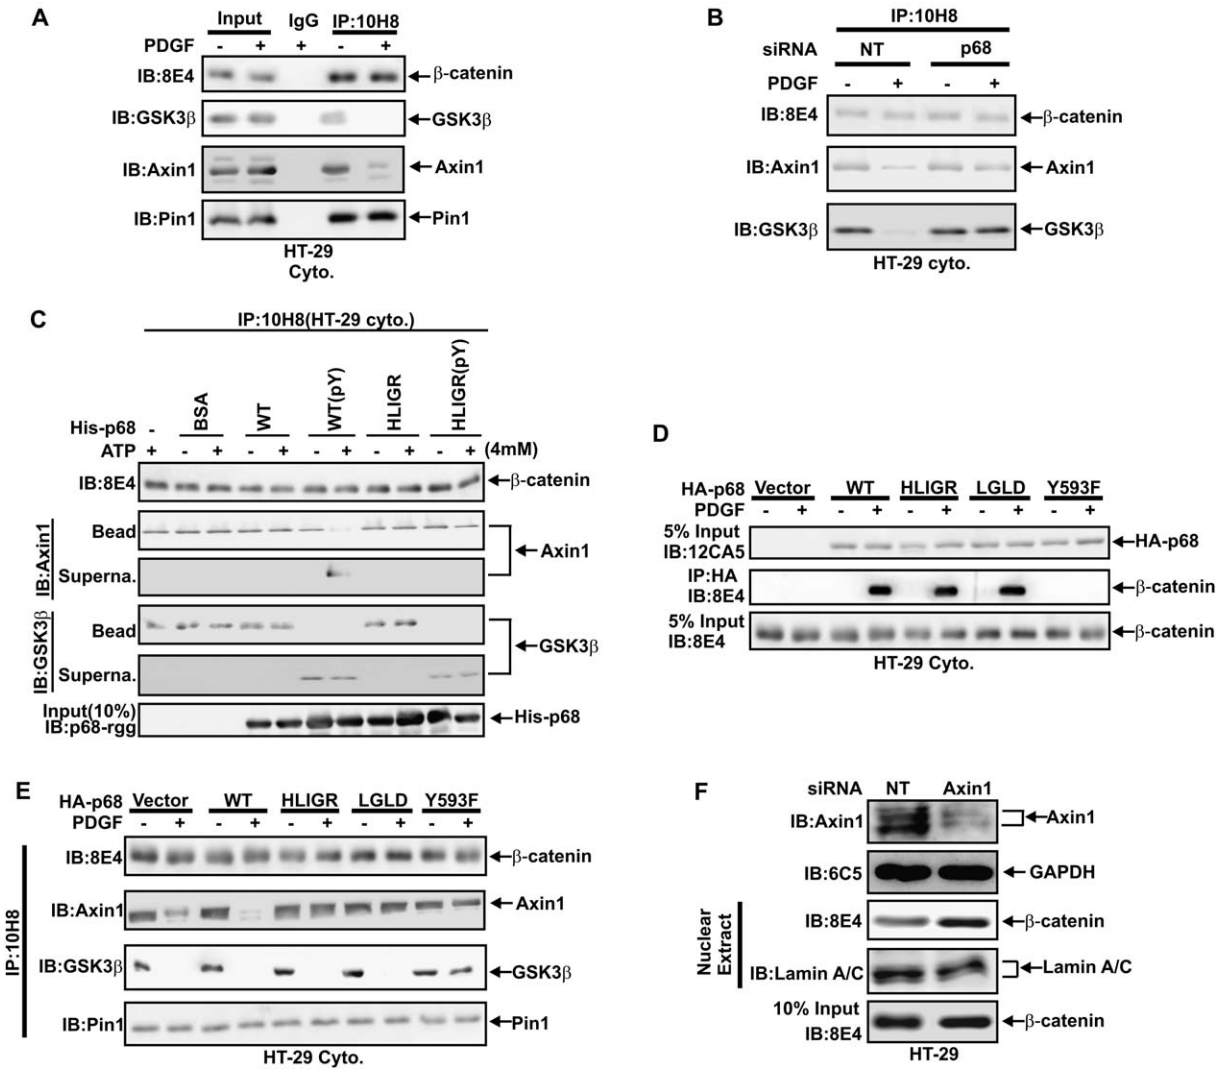 A
Input IgG IP:10H8
PDGF - + + - +
IB:8E4 β-catenin
IB:GSK3β GSK3β
IB:Axin1 Axin1
IB:Pin1 Pin1
HT-29
Cyto.
B
IP:10H8
siRNA NT p68
PDGF - + - +
IB:8E4 β-catenin
IB:Axin1 Axin1
IB:GSK3β GSK3β
HT-29 cyto.
C
IP:10H8(HT-29 cyto.)
His-p68 - BSA WT WT(pY) HLIGR HLIGR(pY)
ATP + - + - + - + - + - + (4mM)
IB:8E4 β-catenin
IB:Axin1
Bead
Superna.
Axin1
IB:GSK3β
Bead
Superna.
GSK3β
Input(10%)
IB:p68-rgg His-p68
D
HA-p68 Vector WT HLIGR LGLD Y593F
PDGF - + - + - + - + - +
5% Input
IB:12CA5 HA-p68
IP:HA
IB:8E4 β-catenin
5% Input
IB:8E4 β-catenin
HT-29 Cyto.
E
HA-p68 Vector WT HLIGR LGLD Y593F
PDGF - + - + - + - + - +
IP:10H8
IB:8E4 β-catenin
IB:Axin1 Axin1
IB:GSK3β GSK3β
IB:Pin1 Pin1
HT-29 Cyto.
F
siRNA NT Axin1
IB:Axin1 Axin1
IB:6C5 GAPDH
Nuclear
Extract
IB:8E4 β-catenin
IB:Lamin A/C Lamin A/C
10% Input
IB:8E4 β-catenin
HT-29